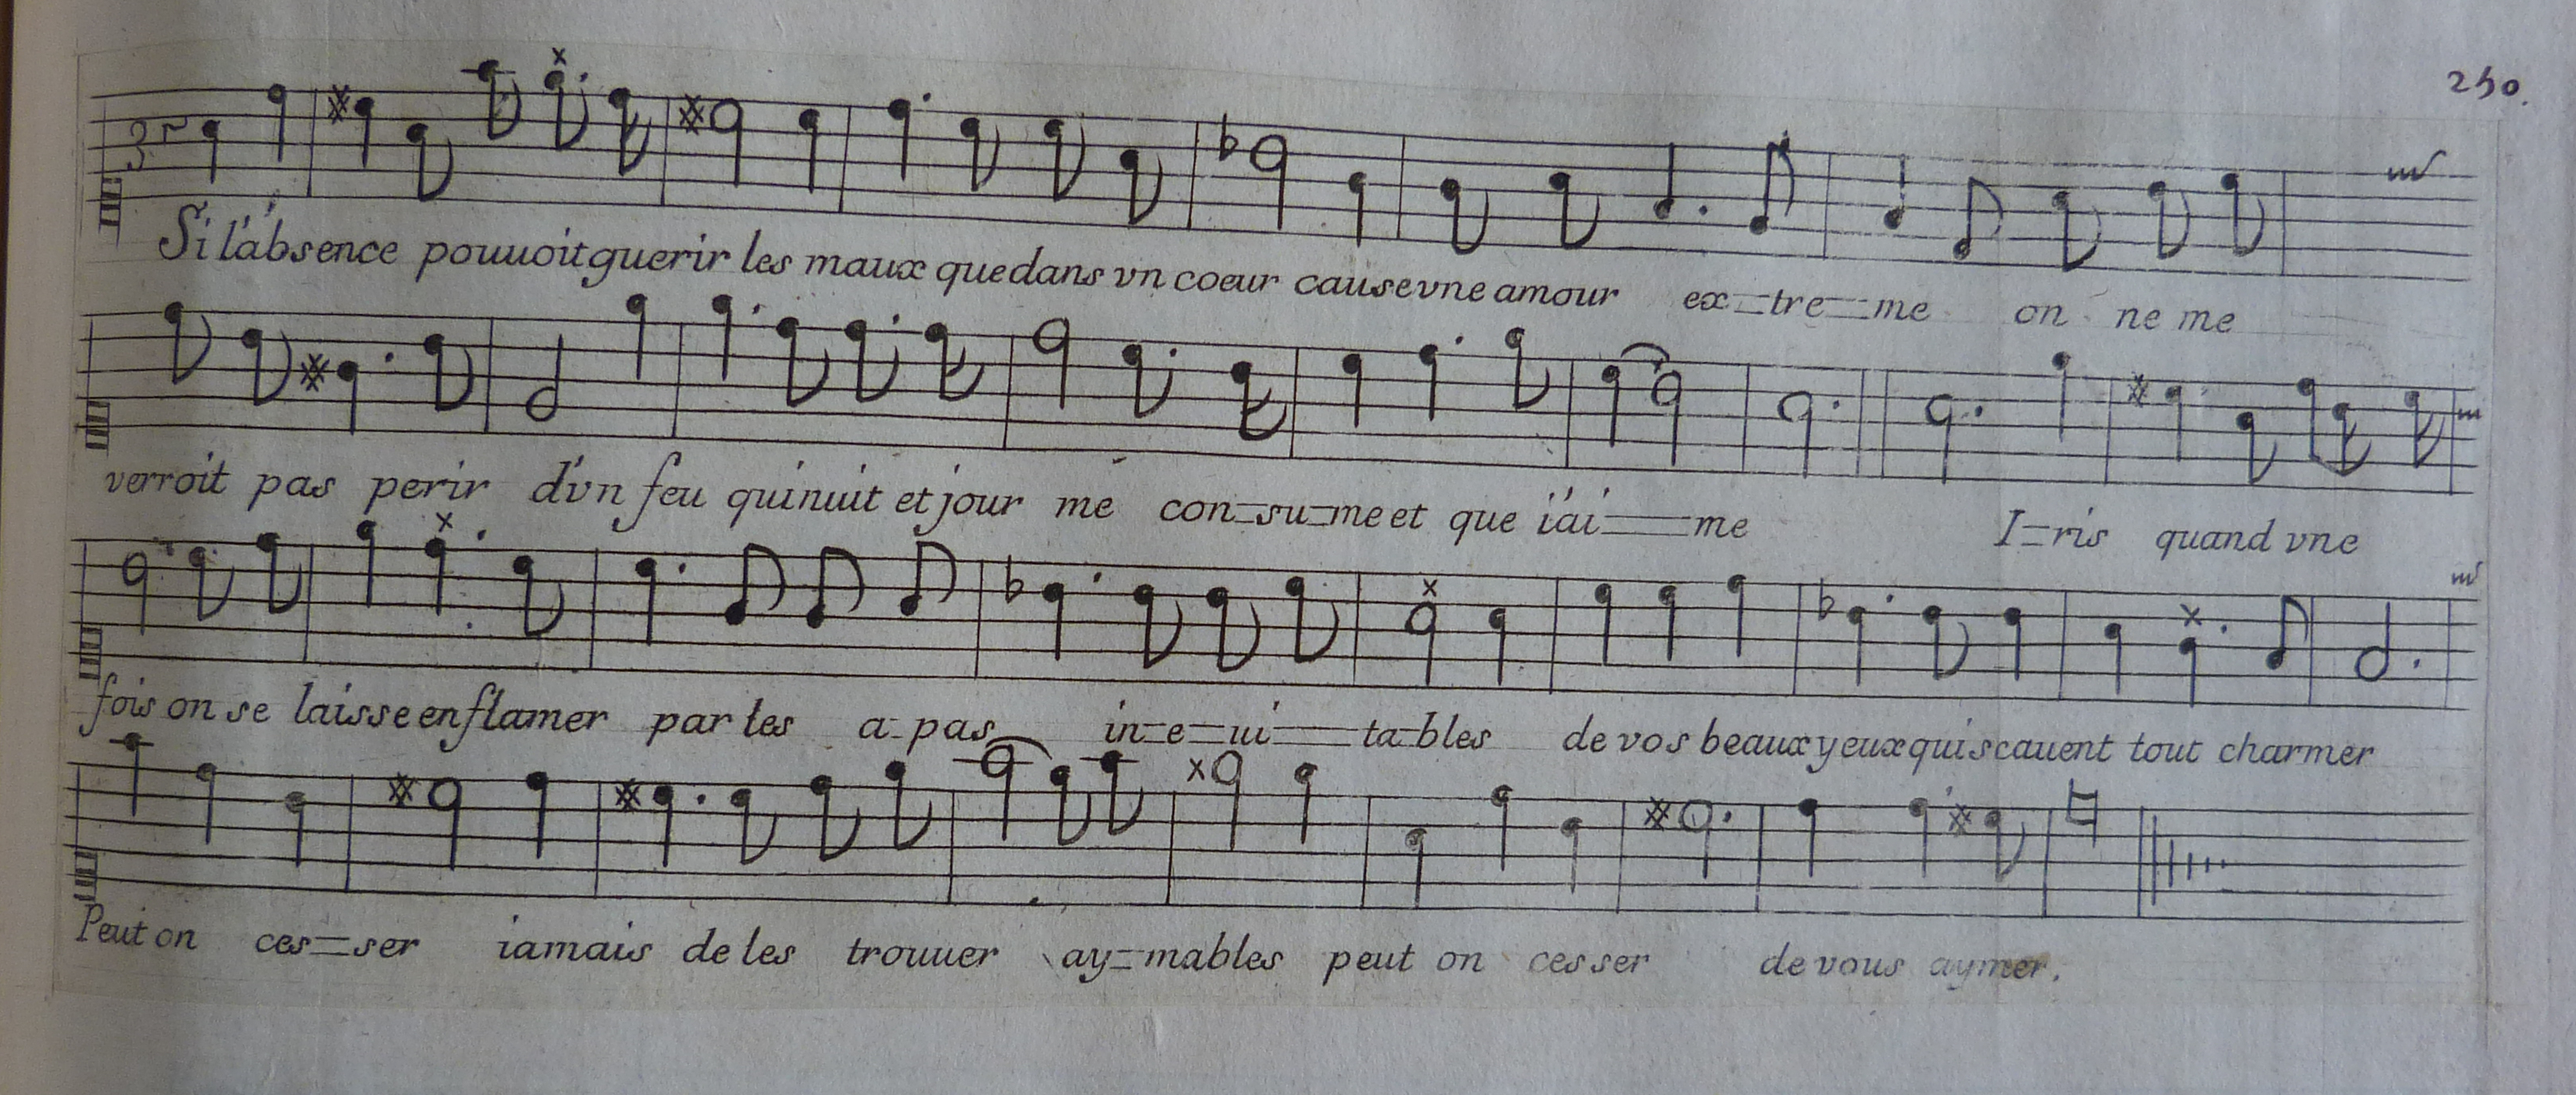 250.
3
Si l'absence pouuoit guerir les maux que dans vn coeur cause vne amour ex=tre=me on ne me
verroit pas perir d'vn feu qui nuit et jour me con=su=me et que i'ai=me I=ris quand vne
fois on se laisse enflamer par les a-pas in=e=ui=ta=bles de vos beaux yeux qui scauent tout charmer
Peut on ces=ser iamais de les trouuer ay=mables peut on cesser de vous aymer.